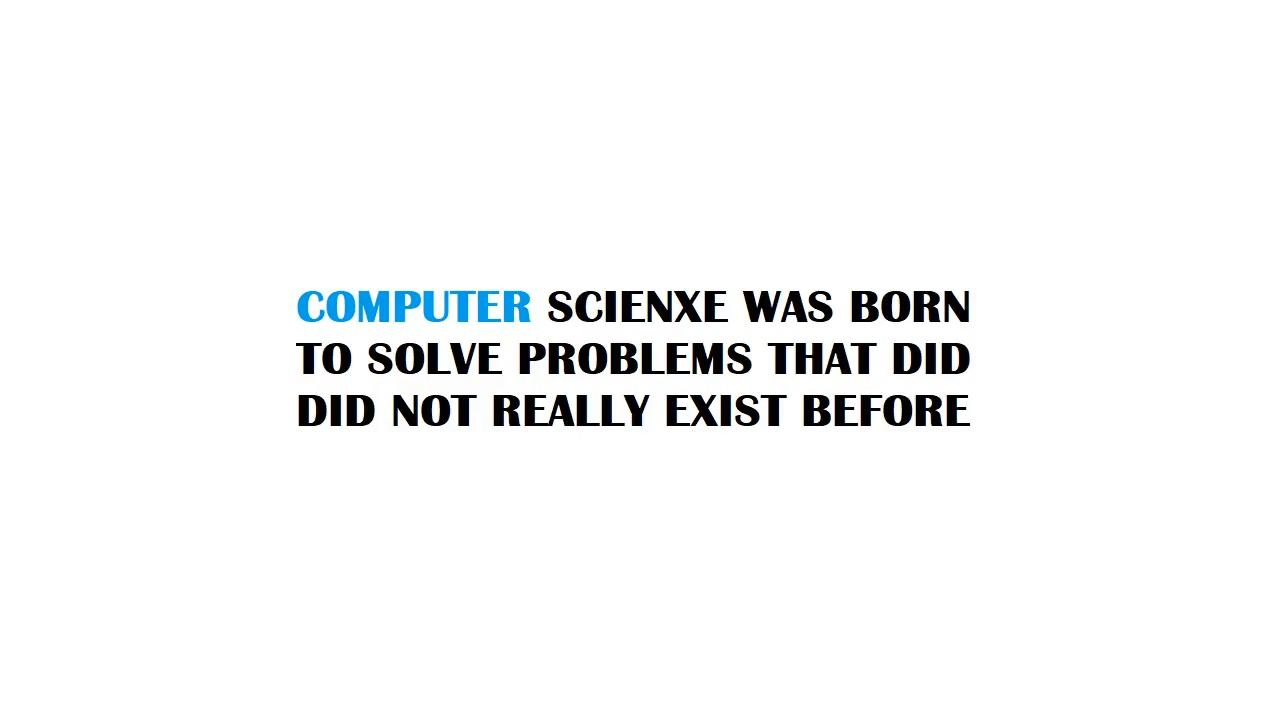 COMPUTER SCIENXE WAS BORN
TO SOLVE PROBLEMS THAT DID
DID NOT REALLY EXIST BEFORE